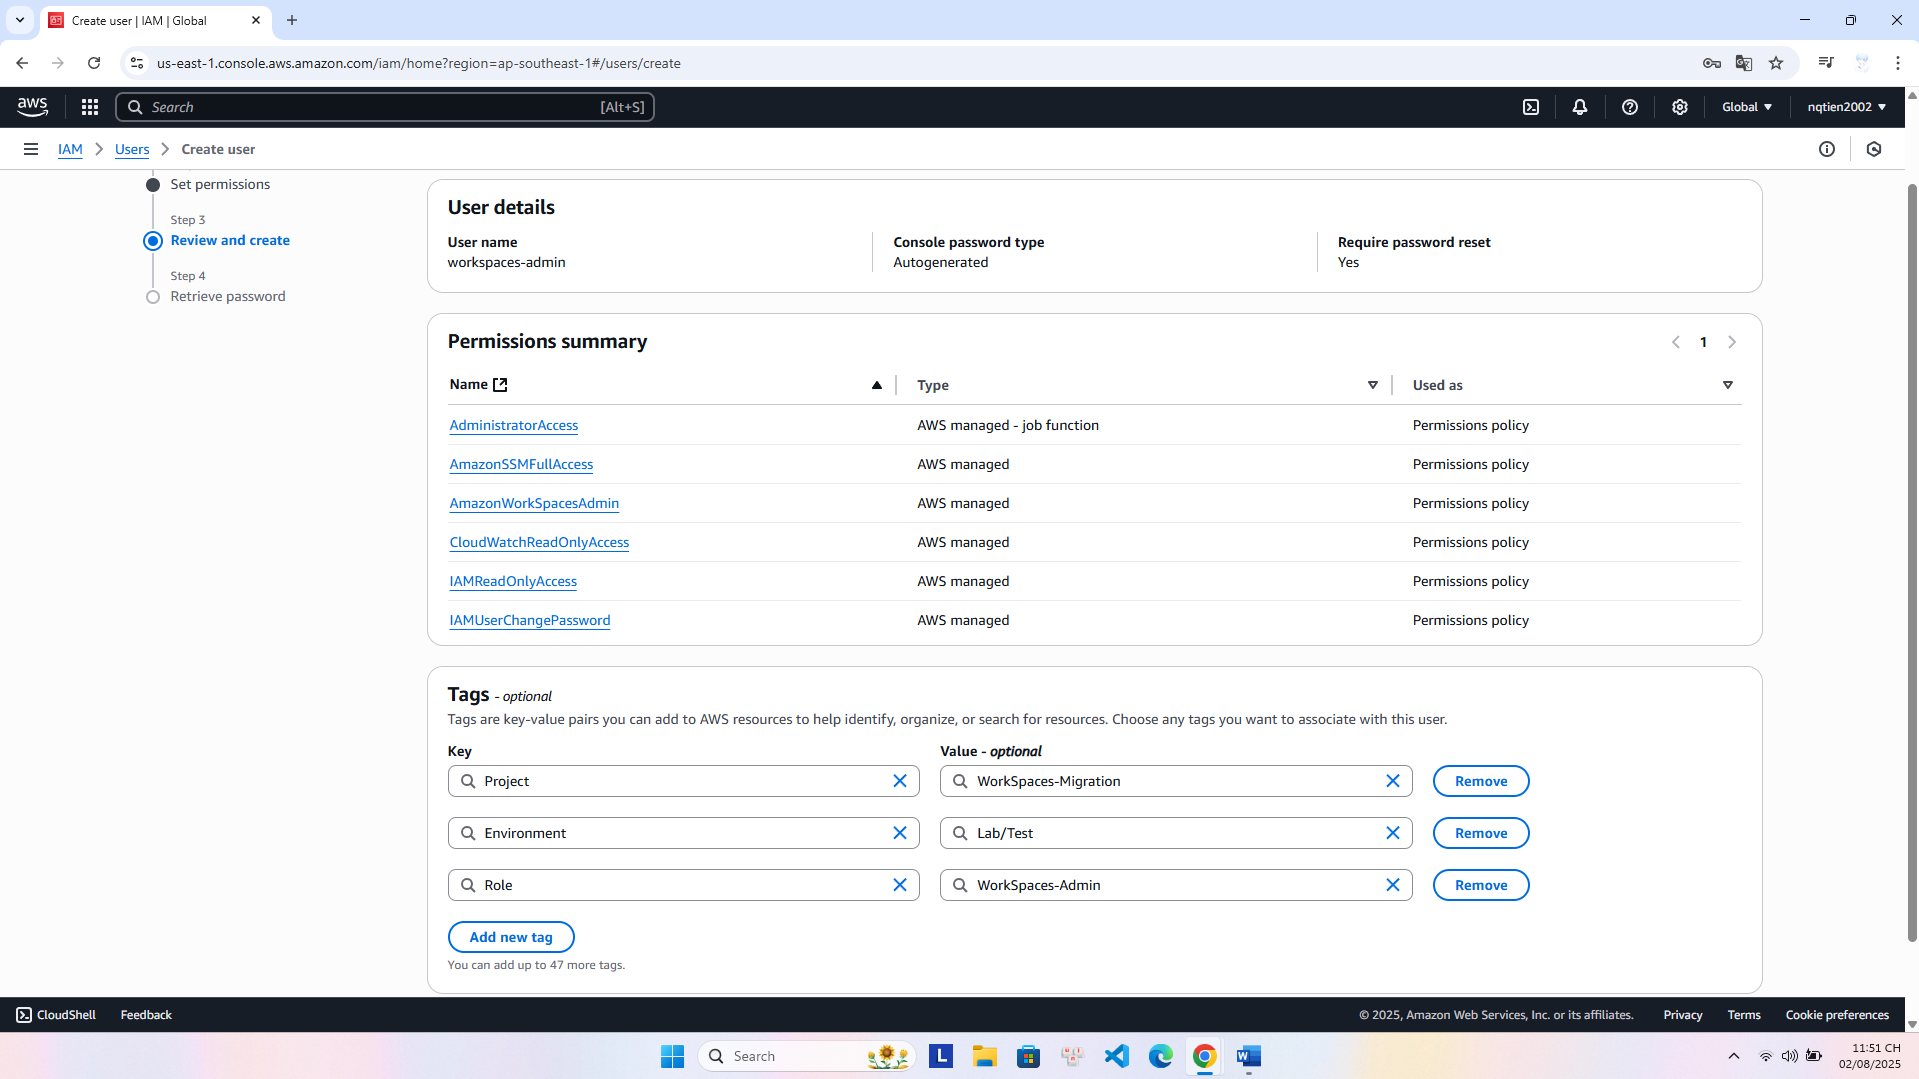 Create user | IAM | Global
us-east-1.console.aws.amazon.com/iam/home?region=ap-southeast-1#/users/create
aws
Search
[Alt+S]
Global
nqtien2002
IAM
Users
Create user
Set permissions
Step 3
Review and create
Step 4
Retrieve password
User details
User name
workspaces-admin
Console password type
Autogenerated
Require password reset
Yes
Permissions summary
1
Name
Type
Used as
AdministratorAccess
AWS managed - job function
Permissions policy
AmazonSSMFullAccess
AWS managed
Permissions policy
AmazonWorkSpacesAdmin
AWS managed
Permissions policy
CloudWatchReadOnlyAccess
AWS managed
Permissions policy
IAMReadOnlyAccess
AWS managed
Permissions policy
IAMUserChangePassword
AWS managed
Permissions policy
Tags - optional
Tags are key-value pairs you can add to AWS resources to help identify, organize, or search for resources. Choose any tags you want to associate with this user.
Key
Value - optional
Project
WorkSpaces-Migration
Remove
Environment
Lab/Test
Remove
Role
WorkSpaces-Admin
Remove
Add new tag
You can add up to 47 more tags.
CloudShell
Feedback
© 2025, Amazon Web Services, Inc. or its affiliates.
Privacy
Terms
Cookie preferences
Search
L
11:51 CH
02/08/2025